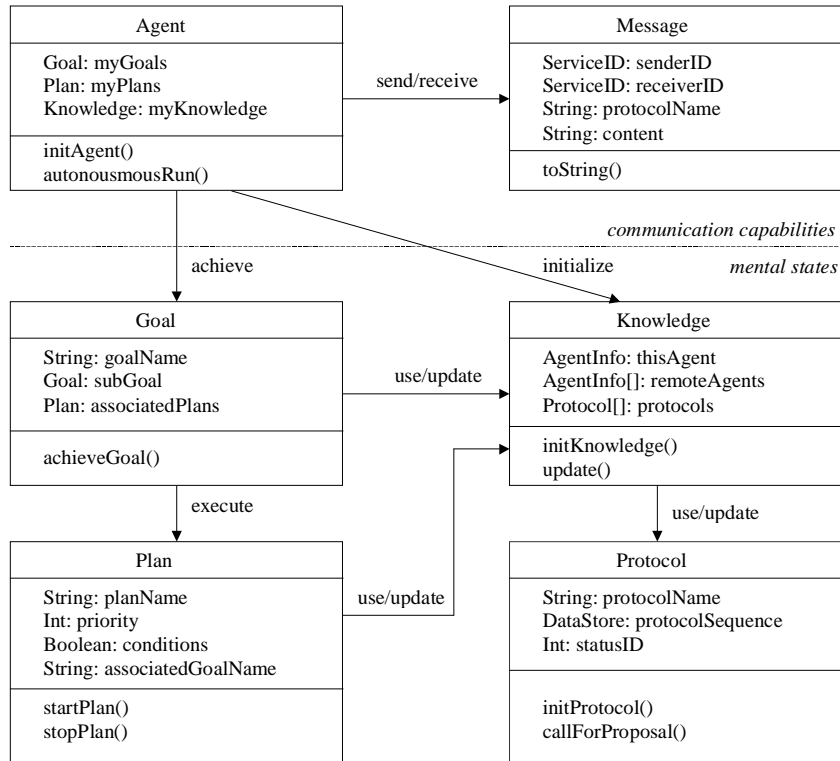 Agent
Goal: myGoals
Plan: myPlans
Knowledge: myKnowledge
initAgent()
autonousmousRun()
send/receive
Message
ServiceID: senderID
ServiceID: receiverID
String: protocolName
String: content
toString()
communication capabilities
mental states
achieve
initialize
Goal
String: goalName
Goal: subGoal
Plan: associatedPlans
achieveGoal()
use/update
Knowledge
AgentInfo: thisAgent
AgentInfo[]: remoteAgents
Protocol[]: protocols
initKnowledge()
update()
execute
use/update
Plan
String: planName
Int: priority
Boolean: conditions
String: associatedGoalName
startPlan()
stopPlan()
use/update
Protocol
String: protocolName
DataStore: protocolSequence
Int: statusID
initProtocol()
callForProposal()